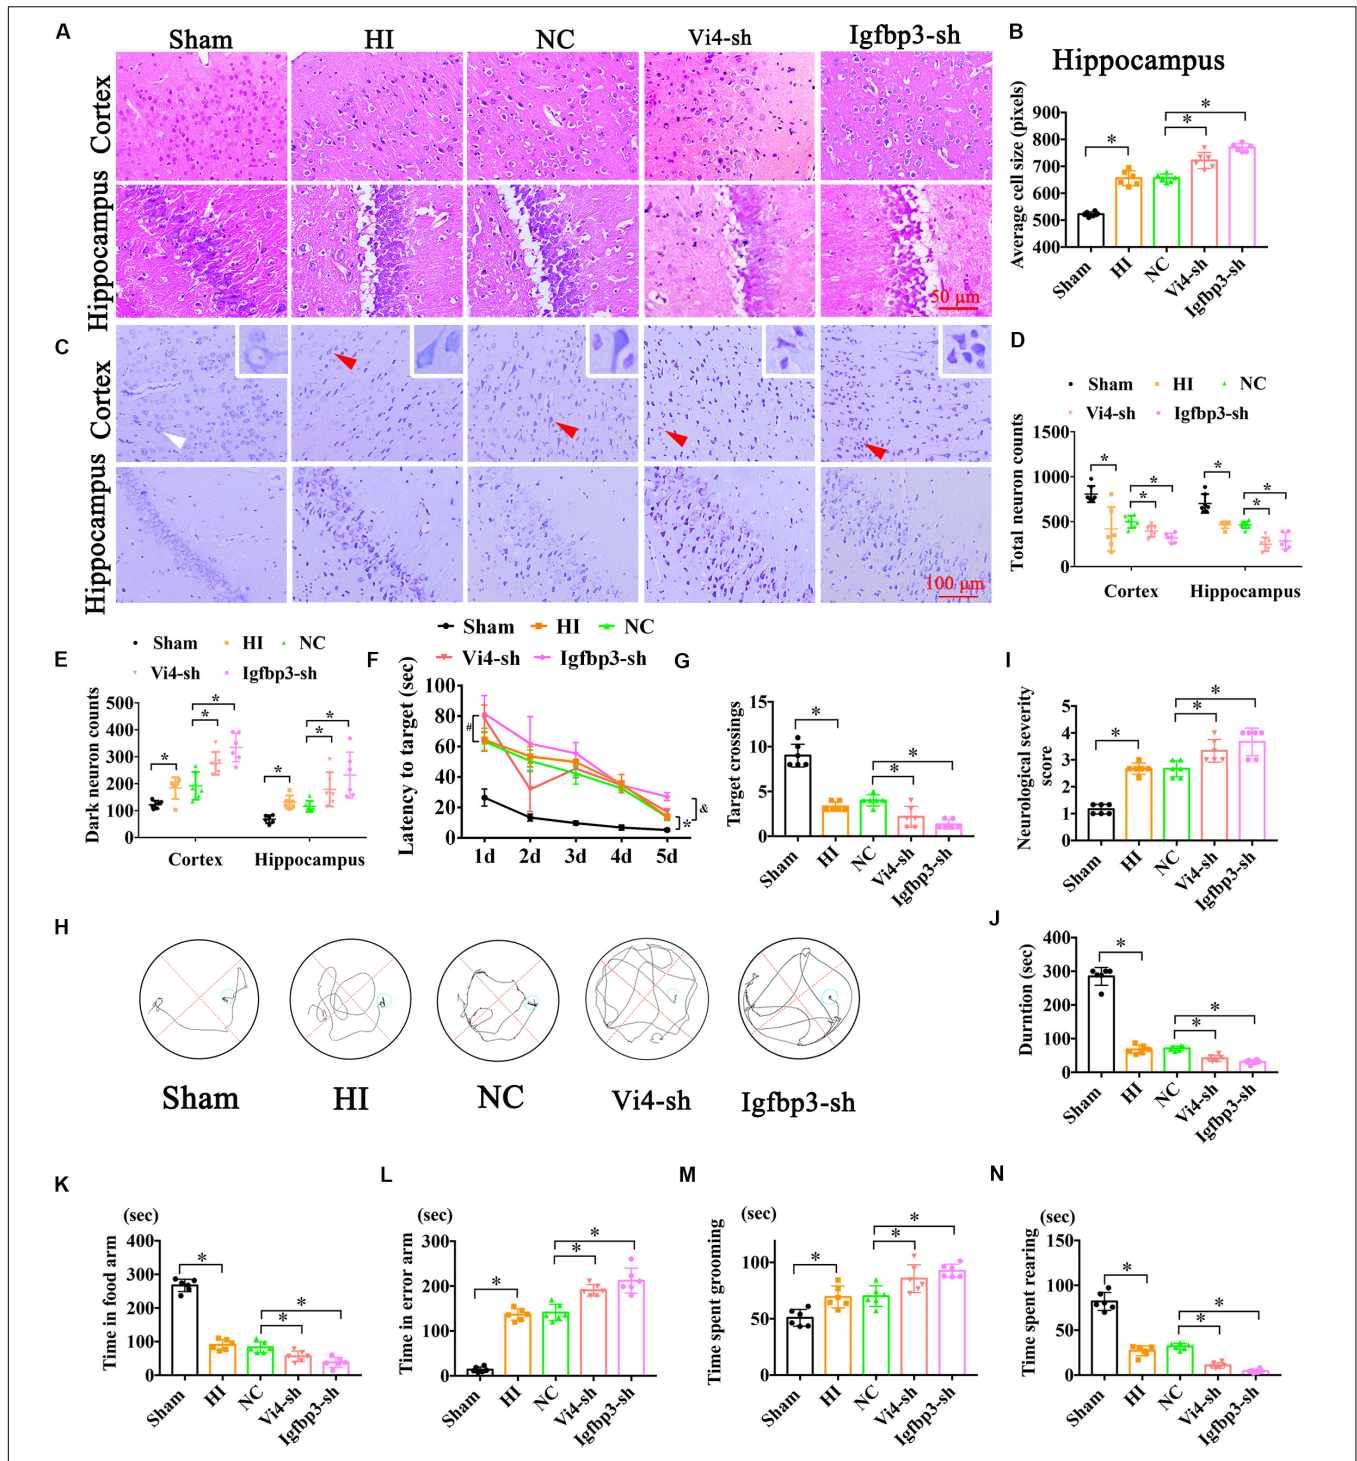 A
Sham HI NC Vi4-sh Igfbp3-sh
Cortex
Hippocampus
50 µm
B
Hippocampus
Average cell size (pixels)
900
800
700
600
500
400
* * *
Sham HI NC Vi4-sh Igfbp3-sh
C
Cortex
Hippocampus
100 µm
D
Sham HI NC
Vi4-sh Igfbp3-sh
Total neuron counts
1500
1000
500
0
* * * * * *
Cortex Hippocampus
E
Sham HI NC
Vi4-sh Igfbp3-sh
Dark neuron counts
500
400
300
200
100
0
* * * * * *
Cortex Hippocampus
F
Sham HI NC
Vi4-sh Igfbp3-sh
Latency to target (sec)
100
80
60
40
20
0
# & *
1d 2d 3d 4d 5d
G
Target crossings
15
10
5
0
* * *
Sham HI NC Vi4-sh Igfbp3-sh
I
Neurological severity
score
5
4
3
2
1
0
* * *
Sham HI NC Vi4-sh Igfbp3-sh
H
Sham HI NC Vi4-sh Igfbp3-sh
J
Durntion (sec)
400
300
200
100
0
* * *
Sham HI NC Vi4-sh Igfbp3-sh
K
(sec)
Time in food arm
400
300
200
100
0
* * *
Sham HI NC Vi4-sh Igfbp3-sh
L
(sec)
Time in error arm
300
200
100
0
* * *
Sham HI NC Vi4-sh Igfbp3-sh
M
(sec)
Time spent grooming
100
50
0
* * *
Sham HI NC Vi4-sh Igfbp3-sh
N
(sec)
Time spent rearing
150
100
50
0
* * *
Sham HI NC Vi4-sh Igfbp3-sh